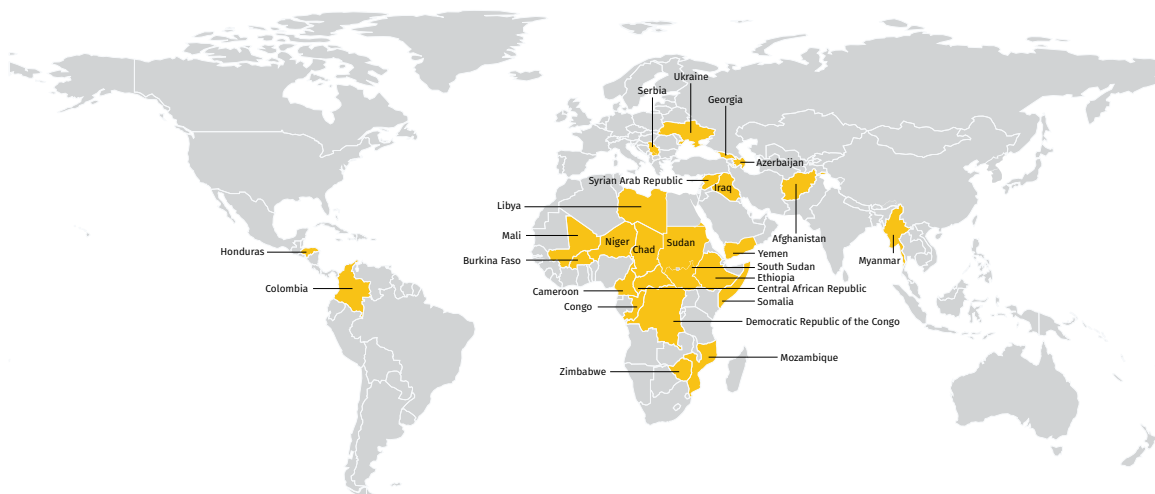 Ukraine
Serbia
Georgia
Azerbaijan
Syrian Arab Republic
Iraq
Libya
Mali
Niger
Chad
Sudan
Afghanistan
Honduras
Yemen
Burkina Faso
Myanmar
South Sudan
Ethiopia
Colombia
Cameroon
Central African Republic
Congo
Somalia
Democratic Republic of the Congo
Mozambique
Zimbabwe